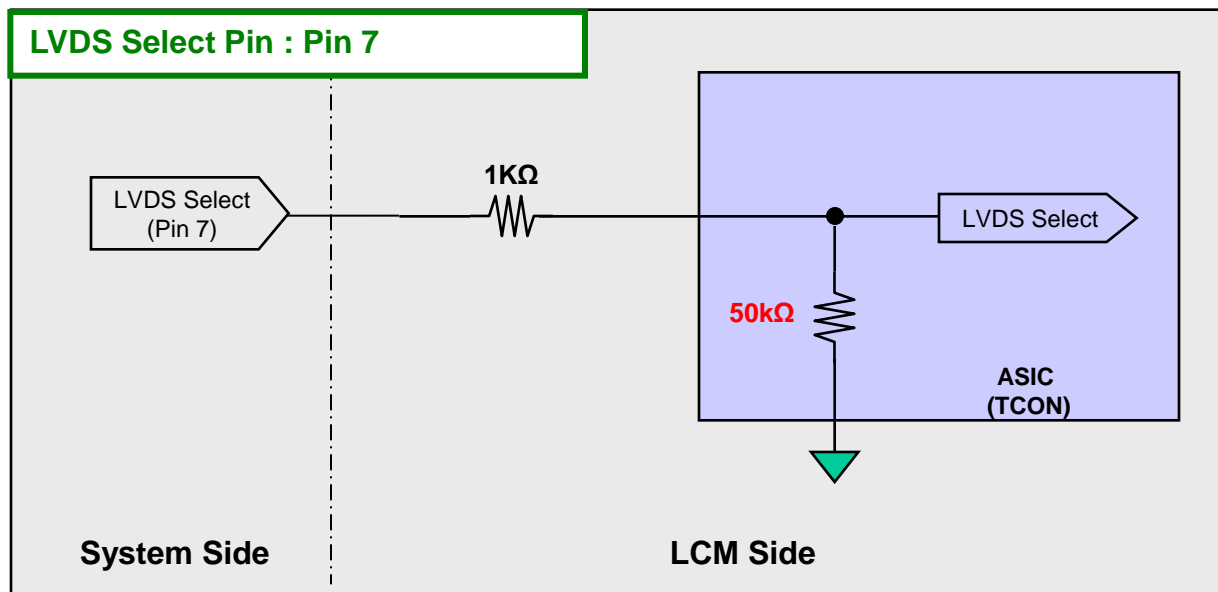 LVDS Select Pin : Pin 7
1KΩ
LVDS Select
(Pin 7)
LVDS Select
50kΩ
ASIC
(TCON)
System Side
LCM Side